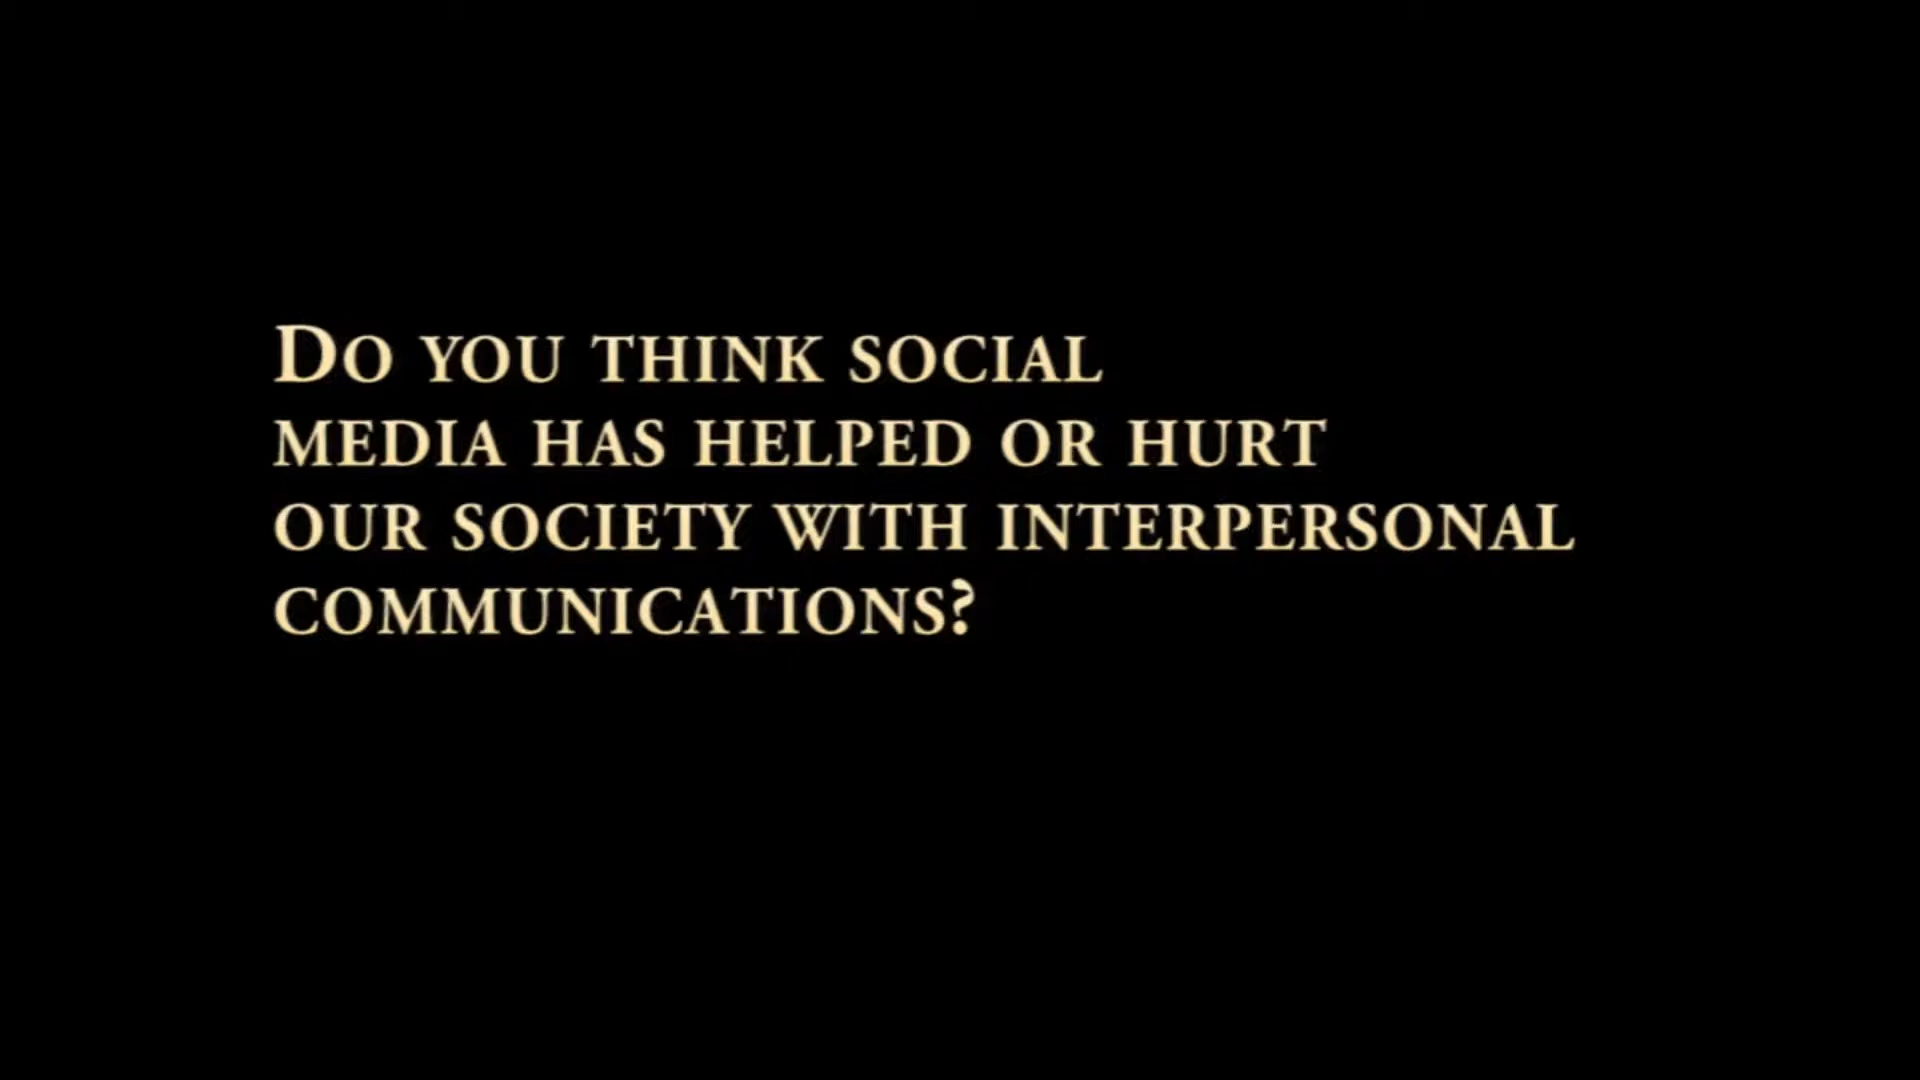 Do you think social
media has helped or hurt
our society with interpersonal
communications?